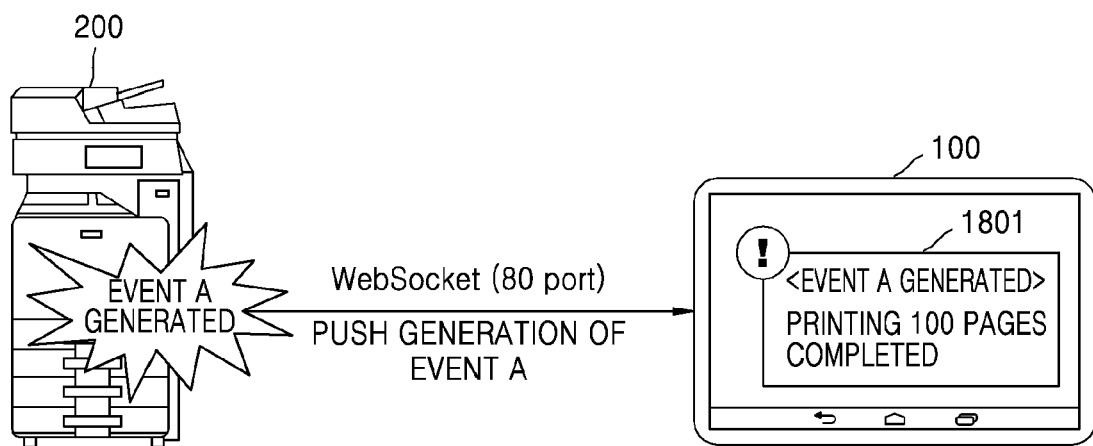 200
100
1801
EVENT A
GENERATED
WebSocket (80 port)
PUSH GENERATION OF
EVENT A
!
<EVENT A GENERATED>
PRINTING 100 PAGES
COMPLETED